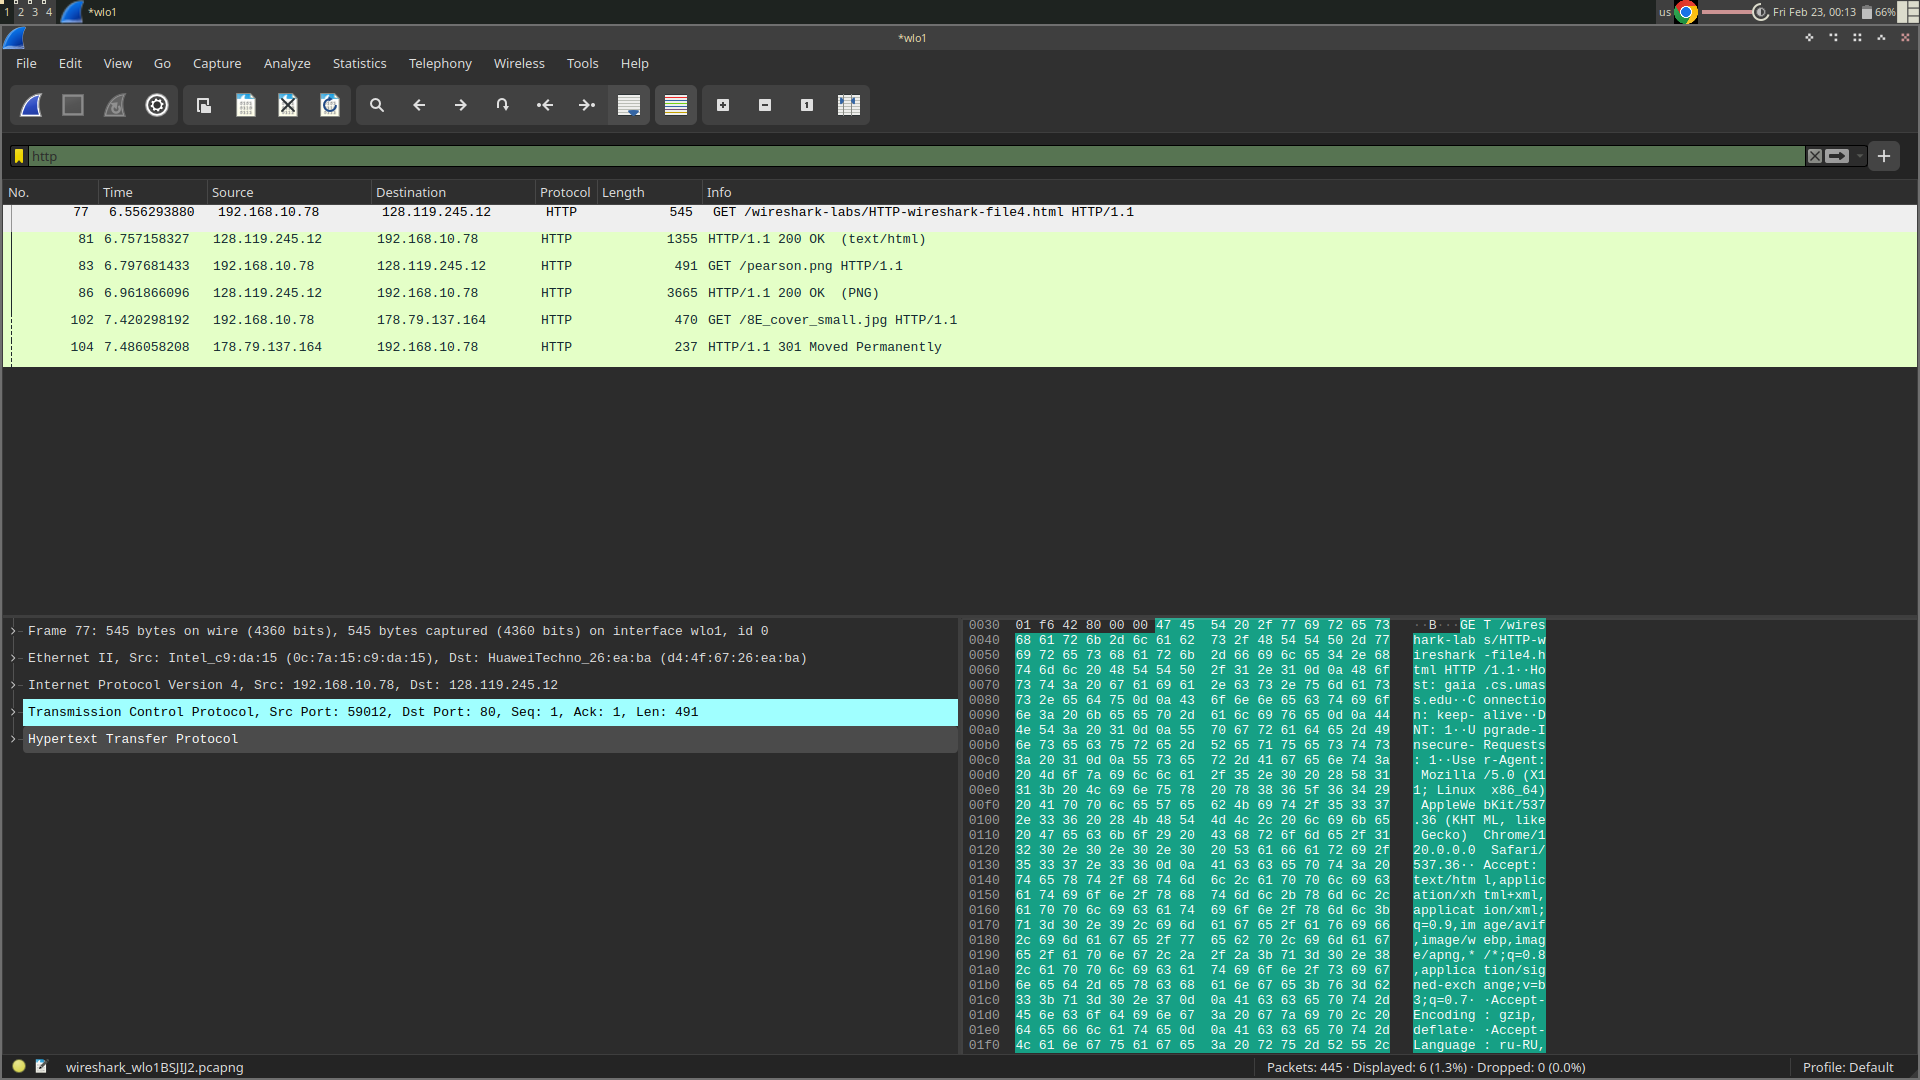 1 2 3 4 *wlo1 us Fri Feb 23, 00:13 66%
*wlo1
File Edit View Go Capture Analyze Statistics Telephony Wireless Tools Help
http
No. Time Source Destination Protocol Length Info
77 6.556293880 192.168.10.78 128.119.245.12 HTTP 545 GET /wireshark-labs/HTTP-wireshark-file4.html HTTP/1.1
81 6.757158327 128.119.245.12 192.168.10.78 HTTP 1355 HTTP/1.1 200 OK (text/html)
83 6.797681433 192.168.10.78 128.119.245.12 HTTP 491 GET /pearson.png HTTP/1.1
86 6.961866096 128.119.245.12 192.168.10.78 HTTP 3665 HTTP/1.1 200 OK (PNG)
102 7.420298192 192.168.10.78 178.79.137.164 HTTP 470 GET /8E_cover_small.jpg HTTP/1.1
104 7.486058208 178.79.137.164 192.168.10.78 HTTP 237 HTTP/1.1 301 Moved Permanently
Frame 77: 545 bytes on wire (4360 bits), 545 bytes captured (4360 bits) on interface wlo1, id 0
Ethernet II, Src: Intel_c9:da:15 (0c:7a:15:c9:da:15), Dst: HuaweiTechno_26:ea:ba (d4:4f:67:26:ea:ba)
Internet Protocol Version 4, Src: 192.168.10.78, Dst: 128.119.245.12
Transmission Control Protocol, Src Port: 59012, Dst Port: 80, Seq: 1, Ack: 1, Len: 491
Hypertext Transfer Protocol
0030 01 f6 42 80 00 00 47 45 54 20 2f 77 69 72 65 73 ··B···GE T /wires
0040 68 61 72 6b 2d 6c 61 62 73 2f 48 54 54 50 2d 77 hark-lab s/HTTP-w
0050 69 72 65 73 68 61 72 6b 2d 66 69 6c 65 34 2e 68 ireshark -file4.h
0060 74 6d 6c 20 48 54 54 50 2f 31 2e 31 0d 0a 48 6f tml HTTP /1.1··Ho
0070 73 74 3a 20 67 61 69 61 2e 63 73 2e 75 6d 61 73 st: gaia .cs.umas
0080 73 2e 65 64 75 0d 0a 43 6f 6e 6e 65 63 74 69 6f s.edu··C onnectio
0090 6e 3a 20 6b 65 65 70 2d 61 6c 69 76 65 0d 0a 44 n: keep- alive··D
00a0 4e 54 3a 20 31 0d 0a 55 70 67 72 61 64 65 2d 49 NT: 1··U pgrade-I
00b0 6e 73 65 63 75 72 65 2d 52 65 71 75 65 73 74 73 nsecure- Requests
00c0 3a 20 31 0d 0a 55 73 65 72 2d 41 67 65 6e 74 3a : 1··Use r-Agent:
00d0 20 4d 6f 7a 69 6c 6c 61 2f 35 2e 30 20 28 58 31 Mozilla /5.0 (X1
00e0 31 3b 20 4c 69 6e 75 78 20 78 38 36 5f 36 34 29 1; Linux x86_64)
00f0 20 41 70 70 6c 65 57 65 62 4b 69 74 2f 35 33 37 AppleWe bKit/537
0100 2e 33 36 20 28 4b 48 54 4d 4c 2c 20 6c 69 6b 65 .36 (KHT ML, like
0110 20 47 65 63 6b 6f 29 20 43 68 72 6f 6d 65 2f 31 Gecko) Chrome/1
0120 32 30 2e 30 2e 30 2e 30 20 53 61 66 61 72 69 2f 20.0.0.0 Safari/
0130 35 33 37 2e 33 36 0d 0a 41 63 63 65 70 74 3a 20 537.36·· Accept:
0140 74 65 78 74 2f 68 74 6d 6c 2c 61 70 70 6c 69 63 text/htm l,applic
0150 61 74 69 6f 6e 2f 78 68 74 6d 6c 2b 78 6d 6c 2c ation/xh tml+xml,
0160 61 70 70 6c 69 63 61 74 69 6f 6e 2f 78 6d 6c 3b applicat ion/xml;
0170 71 3d 30 2e 39 2c 69 6d 61 67 65 2f 61 76 69 66 q=0.9,im age/avif
0180 2c 69 6d 61 67 65 2f 77 65 62 70 2c 69 6d 61 67 ,image/w ebp,imag
0190 65 2f 61 70 6e 67 2c 2a 2f 2a 3b 71 3d 30 2e 38 e/apng,* /*;q=0.8
01a0 2c 61 70 70 6c 69 63 61 74 69 6f 6e 2f 73 69 67 ,applica tion/sig
01b0 6e 65 64 2d 65 78 63 68 61 6e 67 65 3b 76 3d 62 ned-exch ange;v=b
01c0 33 3b 71 3d 30 2e 37 0d 0a 41 63 63 65 70 74 2d 3;q=0.7· ·Accept-
01d0 45 6e 63 6f 64 69 6e 67 3a 20 67 7a 69 70 2c 20 Encoding : gzip,
01e0 64 65 66 6c 61 74 65 0d 0a 41 63 63 65 70 74 2d deflate· ·Accept-
01f0 4c 61 6e 67 75 61 67 65 3a 20 72 75 2d 52 55 2c Language : ru-RU,
wireshark_wlo1BSJIJ2.pcapng Packets: 445 · Displayed: 6 (1.3%) · Dropped: 0 (0.0%) Profile: Default